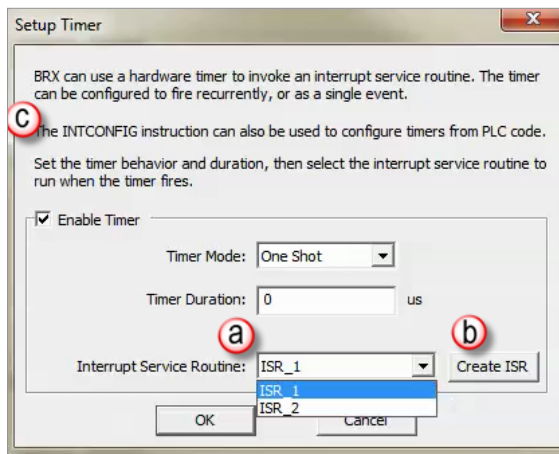 Setup Timer
x
BRX can use a hardware timer to invoke an interrupt service routine. The timer
can be configured to fire recurrently, or as a single event.
c
The INTCONFIG instruction can also be used to configure timers from PLC code.
Set the timer behavior and duration, then select the interrupt service routine to
run when the timer fires.
Enable Timer
Timer Mode: One Shot
Timer Duration: 0 us
a b
Interrupt Service Routine: ISR_1 Create ISR
ISR_1
ISR_2
OK Cancel